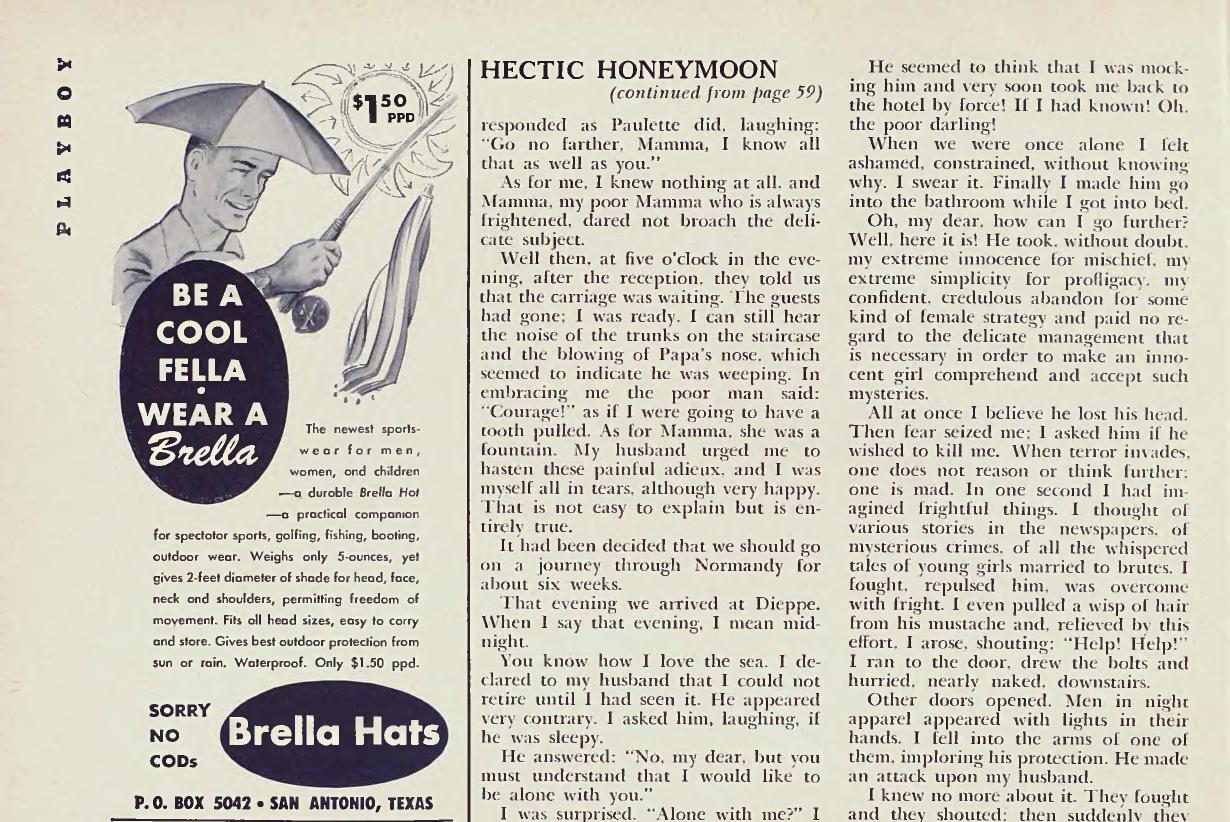 PLAYBOY
$1.50
PPD
BE A
COOL
FELLA
•
WEAR A
Brella
The newest sports-
wear for men,
women, and children
—a durable Brella Hat
—a practical companion
for spectator sports, golfing, fishing, boating,
outdoor wear. Weighs only 5-ounces, yet
gives 2-feet diameter of shade for head, face,
neck and shoulders, permitting freedom of
movement. Fits all head sizes, easy to carry
and store. Gives best outdoor protection from
sun or rain. Waterproof. Only $1.50 ppd.
SORRY
NO
CODs
Brella Hats
P. O. BOX 5042 • SAN ANTONIO, TEXAS
HECTIC HONEYMOON
(continued from page 59)
responded as Paulette did, laughing:
"Go no farther, Mamma, I know all
that as well as you."
As for me, I knew nothing at all, and
Mamma, my poor Mamma who is always
frightened, dared not broach the deli-
cate subject.
Well then, at five o'clock in the eve-
ning, after the reception, they told us
that the carriage was waiting. The guests
had gone; I was ready. I can still hear
the noise of the trunks on the staircase
and the blowing of Papa's nose, which
seemed to indicate he was weeping. In
embracing me the poor man said:
"Courage!" as if I were going to have a
tooth pulled. As for Mamma, she was a
fountain. My husband urged me to
hasten these painful adieux, and I was
myself all in tears, although very happy.
That is not easy to explain but is en-
tirely true.
It had been decided that we should go
on a journey through Normandy for
about six weeks.
That evening we arrived at Dieppe.
When I say that evening, I mean mid-
night.
You know how I love the sea. I de-
clared to my husband that I could not
retire until I had seen it. He appeared
very contrary. I asked him, laughing, if
he was sleepy.
He answered: "No, my dear, but you
must understand that I would like to
be alone with you."
I was surprised. "Alone with me?" I
He seemed to think that I was mock-
ing him and very soon took me back to
the hotel by force! If I had known! Oh,
the poor darling!
When we were once alone I felt
ashamed, constrained, without knowing
why. I swear it. Finally I made him go
into the bathroom while I got into bed.
Oh, my dear, how can I go further?
Well, here it is! He took, without doubt,
my extreme innocence for mischief, my
extreme simplicity for profligacy, my
confident, credulous abandon for some
kind of female strategy and paid no re-
gard to the delicate management that
is necessary in order to make an inno-
cent girl comprehend and accept such
mysteries.
All at once I believe he lost his head.
Then fear seized me; I asked him if he
wished to kill me. When terror invades,
one does not reason or think further;
one is mad. In one second I had im-
agined frightful things. I thought of
various stories in the newspapers, of
mysterious crimes, of all the whispered
tales of young girls married to brutes. I
fought, repulsed him, was overcome
with fright. I even pulled a wisp of hair
from his mustache and, relieved by this
effort, I arose, shouting: "Help! Help!"
I ran to the door, drew the bolts and
hurried, nearly naked, downstairs.
Other doors opened. Men in night
apparel appeared with lights in their
hands. I fell into the arms of one of
them, imploring his protection. He made
an attack upon my husband.
I knew no more about it. They fought
and they shouted; then suddenly they